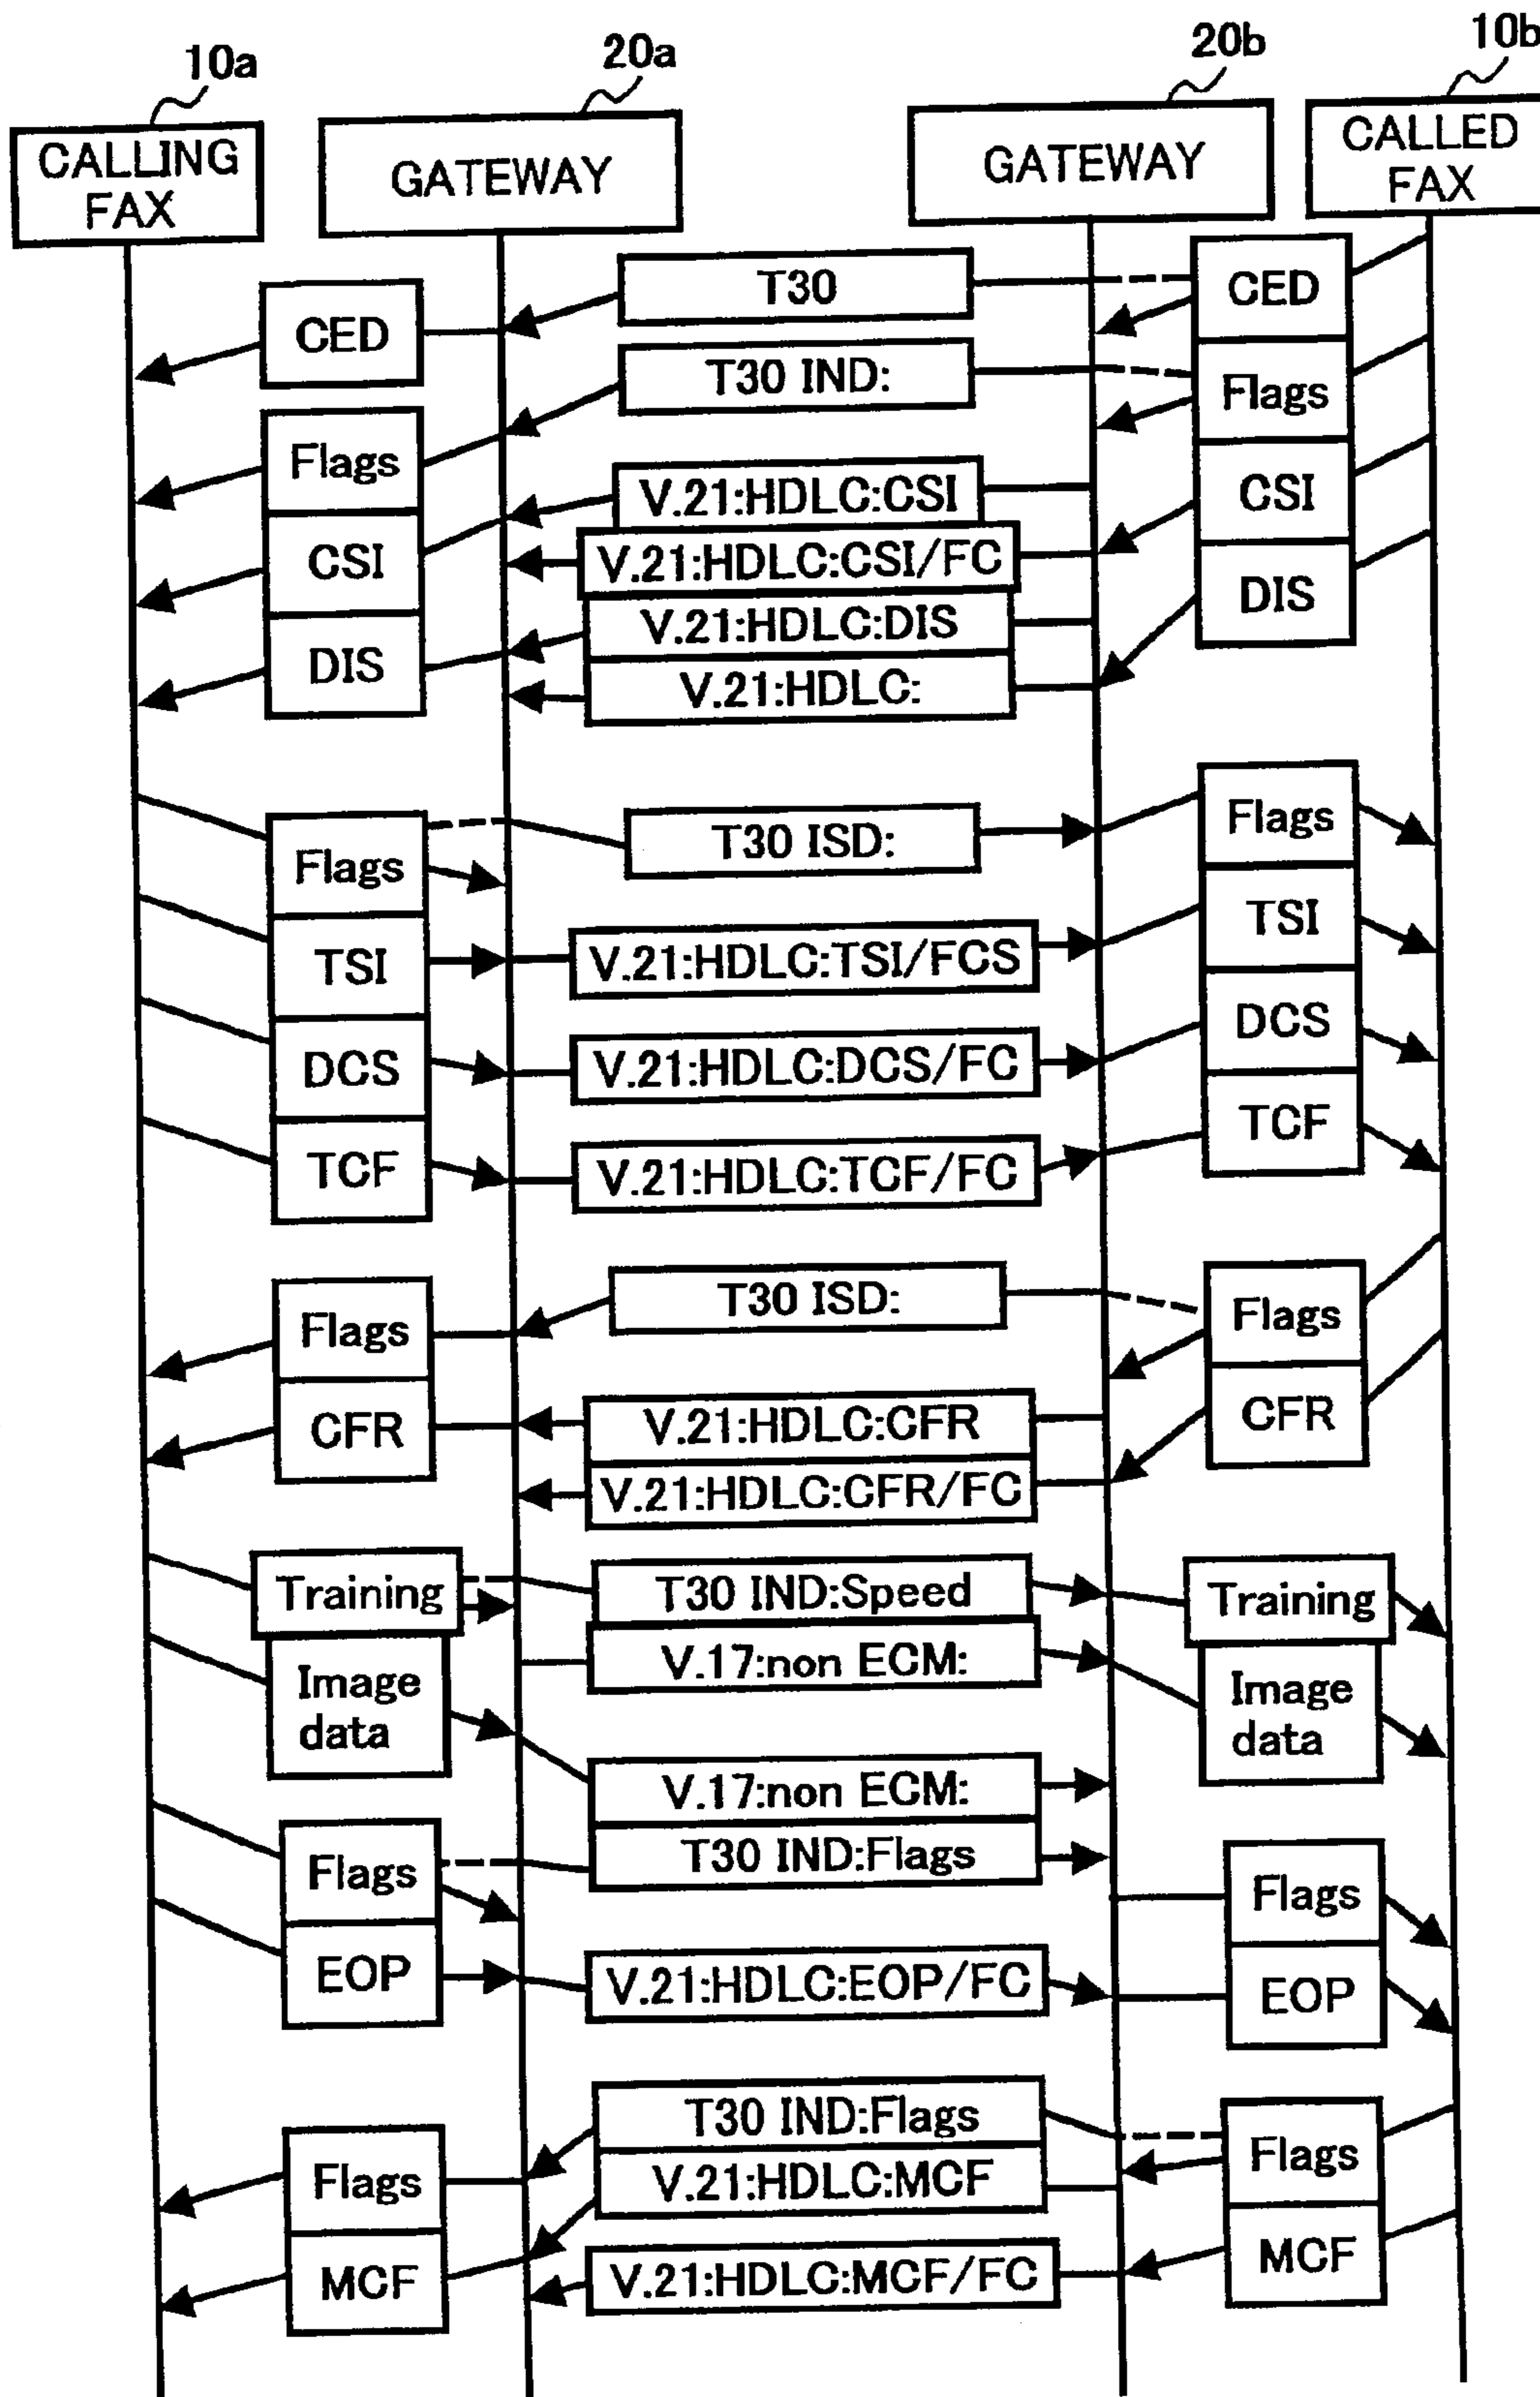 10a
20a
20b
10b
CALLING
FAX
GATEWAY
GATEWAY
CALLED
FAX
CED
T30
CED
T30 IND:
Flags
Flags
V.21:HDLC:CSI
CSI
CSI
V.21:HDLC:CSI/FC
DIS
V.21:HDLC:DIS
DIS
V.21:HDLC:
Flags
T30 ISD:
Flags
TSI
V.21:HDLC:TSI/FCS
TSI
DCS
V.21:HDLC:DCS/FC
DCS
TCF
V.21:HDLC:TCF/FC
TCF
Flags
T30 ISD:
Flags
CFR
V.21:HDLC:CFR
CFR
V.21:HDLC:CFR/FC
Training
T30 IND:Speed
Training
Image
data
V.17:non ECM:
Image
data
V.17:non ECM:
Flags
T30 IND:Flags
Flags
EOP
V.21:HDLC:EOP/FC
EOP
T30 IND:Flags
Flags
Flags
V.21:HDLC:MCF
MCF
V.21:HDLC:MCF/FC
MCF